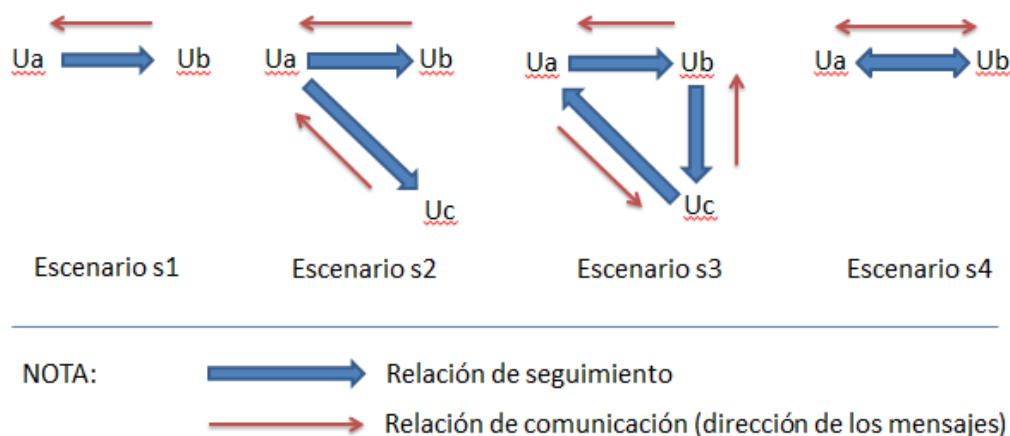 Ua Ub Ua Ub Ua Ub Ua Ub
Uc Uc
Escenario s1 Escenario s2 Escenario s3 Escenario s4
NOTA: Relación de seguimiento
Relación de comunicación (dirección de los mensajes)